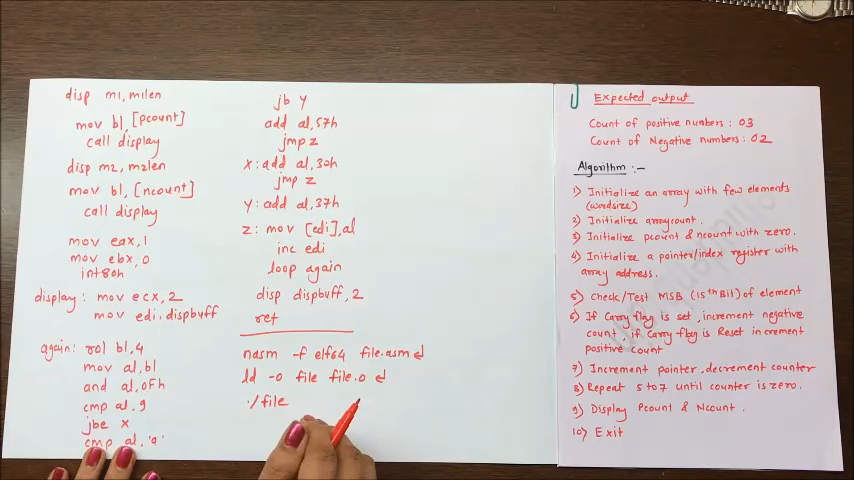 disp m1,m1len
mov bl,[pcount]
call display
disp m2,m2len
mov bl,[ncount]
call display
mov eax,1
mov ebx,0
int 80h
display: mov ecx,2
mov edi,dispbuff
again: rol bl,4
mov al,bl
and al,0Fh
cmp al,9
jbe x
cmp al,'a'
jb Y
add al,57h
jmp z
x: add al,30h
jmp z
Y: add al,37h
z: mov [edi],al
inc edi
loop again
disp dispbuff,2
ret
nasm -f elf64 file.asm ↵
ld -o file file.o ↵
./file
Expected output
Count of positive numbers : 03
Count of Negative numbers : 02
Algorithm :-
1) Initialize an array with few elements
(wordsize)
2) Initialize arraycount.
3) Initialize pcount & ncount with zero.
4) Initialize a pointer/index register with
array address.
5) Check/Test MSB (15th Bit) of element
6) If Carry flag is set, increment negative
count. if Carry flag is Reset increment
positive count
7) Increment pointer, decrement counter
8) Repeat 5 to 7 until counter is zero.
9) Display Pcount & Ncount.
10) Exit